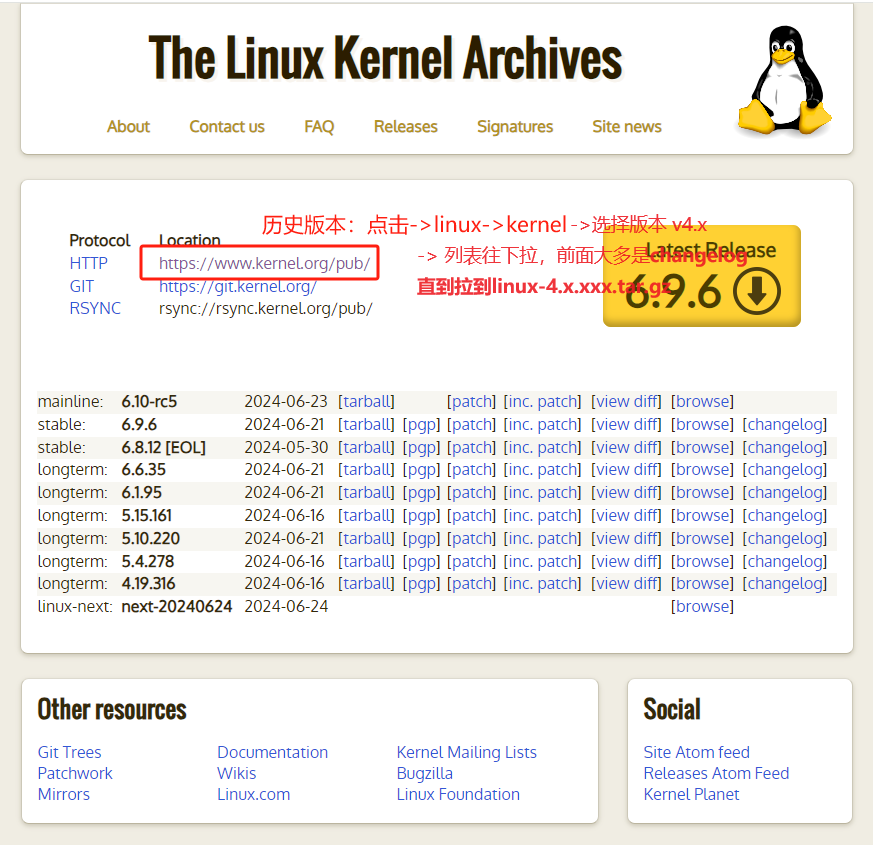 The Linux Kernel Archives
About Contact us FAQ Releases Signatures Site news
历史版本：点击->linux->kernel ->选择版本 v4.x
-> 列表往下拉，前面大多是changelog
直到拉到linux-4.x.xxx.tar.gz
Protocol Location
HTTP https://www.kernel.org/pub/
GIT https://git.kernel.org/
RSYNC rsync://rsync.kernel.org/pub/
Latest Release
6.9.6
mainline: 6.10-rc5 2024-06-23 [tarball] [patch] [inc. patch] [view diff] [browse]
stable: 6.9.6 2024-06-21 [tarball] [pgp] [patch] [inc. patch] [view diff] [browse] [changelog]
stable: 6.8.12 [EOL] 2024-05-30 [tarball] [pgp] [patch] [inc. patch] [view diff] [browse] [changelog]
longterm: 6.6.35 2024-06-21 [tarball] [pgp] [patch] [inc. patch] [view diff] [browse] [changelog]
longterm: 6.1.95 2024-06-21 [tarball] [pgp] [patch] [inc. patch] [view diff] [browse] [changelog]
longterm: 5.15.161 2024-06-16 [tarball] [pgp] [patch] [inc. patch] [view diff] [browse] [changelog]
longterm: 5.10.220 2024-06-21 [tarball] [pgp] [patch] [inc. patch] [view diff] [browse] [changelog]
longterm: 5.4.278 2024-06-16 [tarball] [pgp] [patch] [inc. patch] [view diff] [browse] [changelog]
longterm: 4.19.316 2024-06-16 [tarball] [pgp] [patch] [inc. patch] [view diff] [browse] [changelog]
linux-next: next-20240624 2024-06-24 [browse]
Other resources
Git Trees Documentation Kernel Mailing Lists
Patchwork Wikis Bugzilla
Mirrors Linux.com Linux Foundation
Social
Site Atom feed
Releases Atom Feed
Kernel Planet